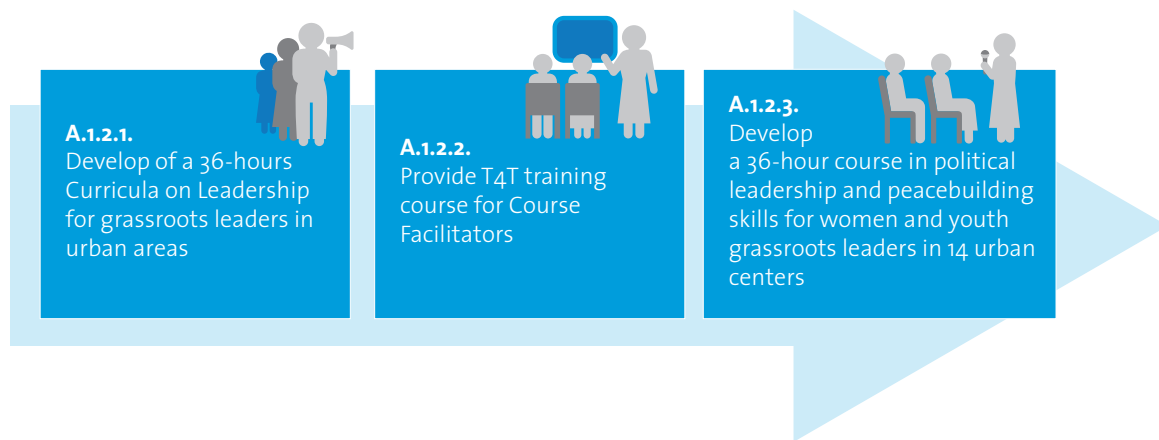 A.1.2.1.
Develop of a 36-hours
Curricula on Leadership
for grassroots leaders in
urban areas
A.1.2.2.
Provide T4T training
course for Course
Facilitators
A.1.2.3.
Develop
a 36-hour course in political
leadership and peacebuilding
skills for women and youth
grassroots leaders in 14 urban
centers